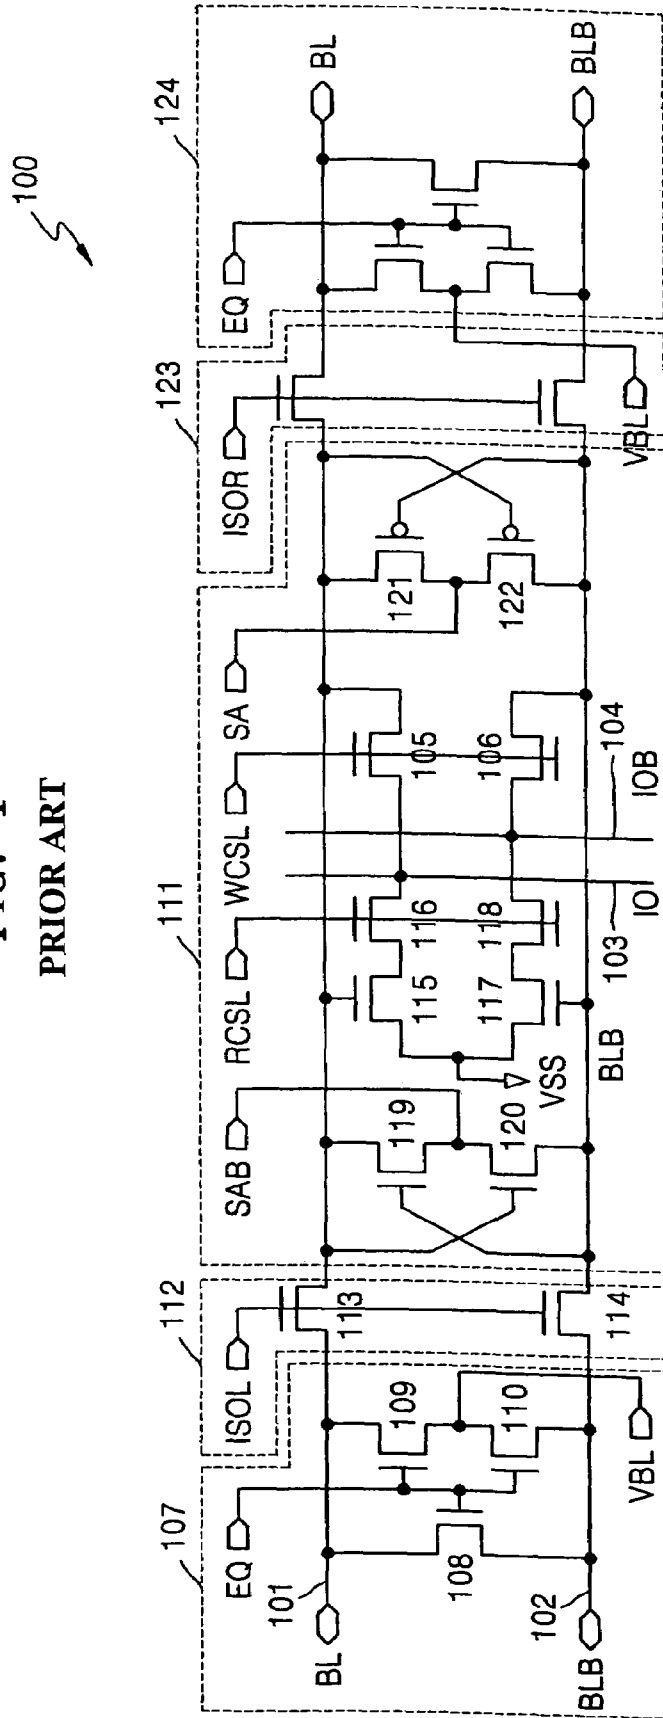 FIG. 1
PRIOR ART
100
107
112
111
123
124
EQ
ISOL
SAB
RCSL
WCSL
SA
ISOR
EQ
BL
101
113
BL
109
119
115
116
105
121
108
110
120
117
118
106
122
VSS
102
114
BLB
BLB
BLB
VBL
103
IO
IOB
104
VBL